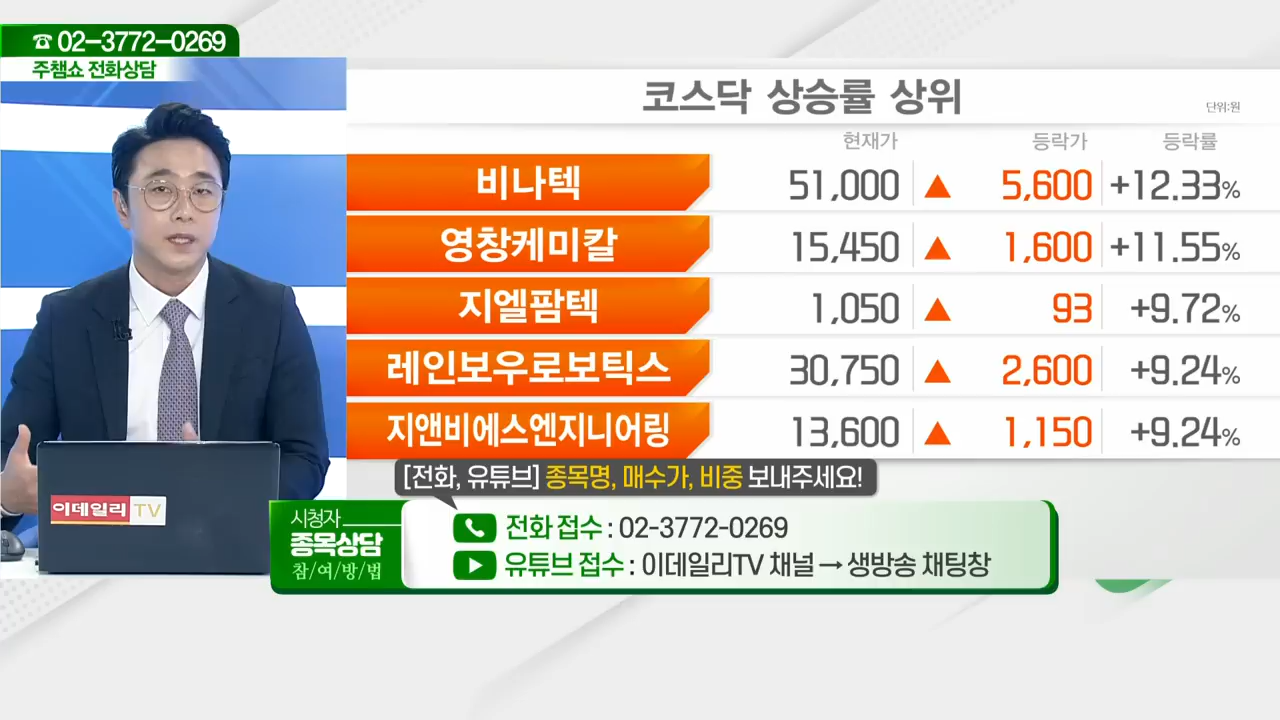 ☎ 02-3772-0269
주챔쇼 전화상담
코스닥 상승률 상위
단위:원
현재가 등락가 등락률
비나텍 51,000 ▲ 5,600 +12.33%
영창케미칼 15,450 ▲ 1,600 +11.55%
지엘팜텍 1,050 ▲ 93 +9.72%
레인보우로보틱스 30,750 ▲ 2,600 +9.24%
지앤비에스엔지니어링 13,600 ▲ 1,150 +9.24%
[전화, 유튜브] 종목명, 매수가, 비중 보내주세요!
이데일리 TV
시청자
종목상담
참/여/방/법
전화 접수 : 02-3772-0269
유튜브 접수 : 이데일리TV 채널 → 생방송 채팅창